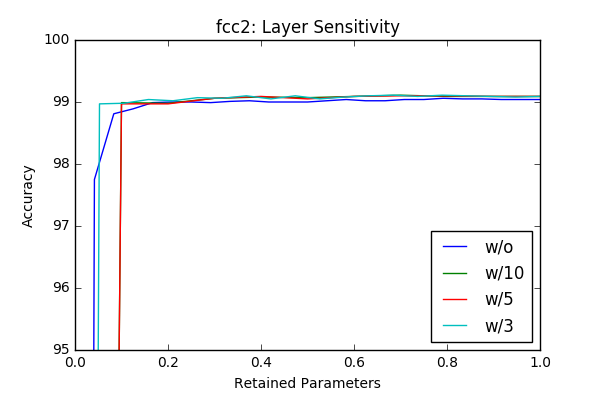 fcc2: Layer Sensitivity
100
99
98
97
96
95
Accuracy
0.0 0.2 0.4 0.6 0.8 1.0
Retained Parameters
w/o
w/10
w/5
w/3